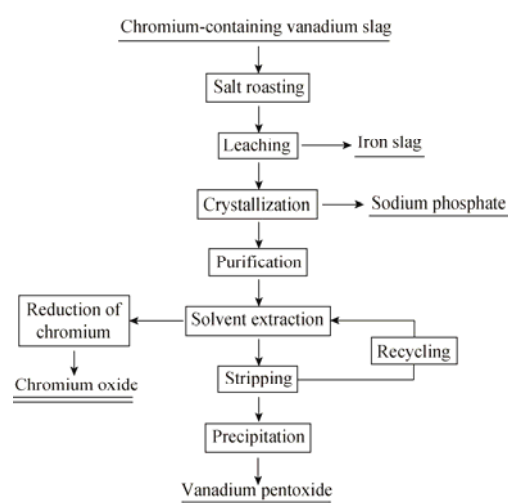 Chromium-containing vanadium slag
Salt roasting
Leaching
Iron slag
Crystallization
Sodium phosphate
Purification
Reduction of
chromium
Solvent extraction
Recycling
Chromium oxide
Stripping
Precipitation
Vanadium pentoxide